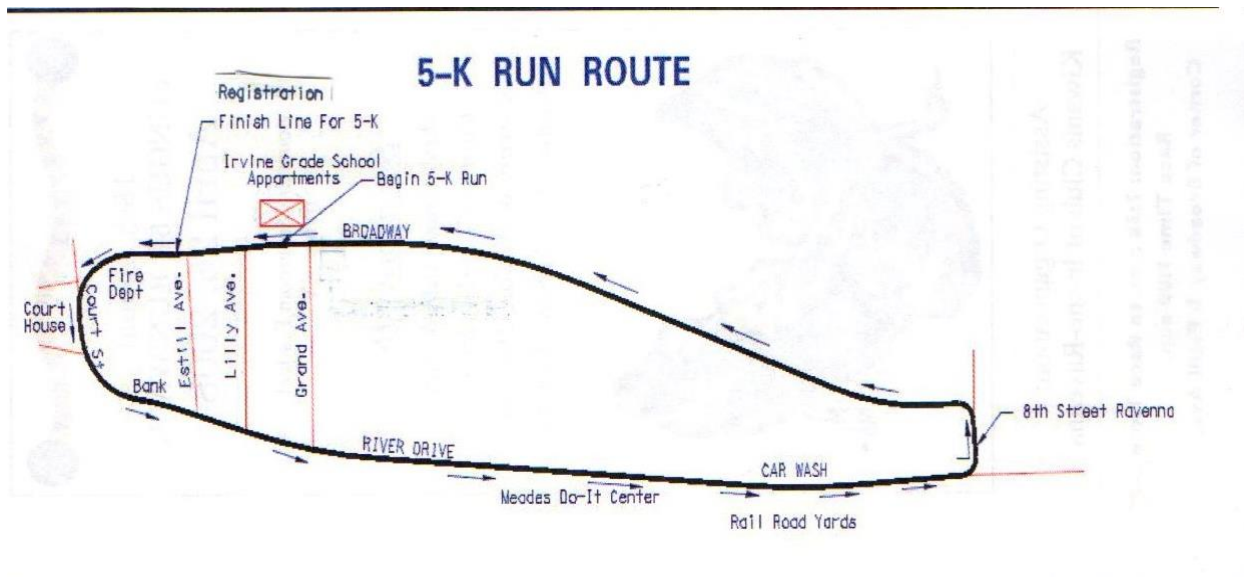 5-K RUN ROUTE
Registration
Finish Line For 5-K
Irvine Grade School
Appartments
Begin 5-K Run
BROADWAY
Fire
Dept
Court
House
Court St
Estill Ave.
Lilly Ave.
Grand Ave.
Bank
8th Street Ravenna
RIVER DRIVE
CAR WASH
Meades Do-It Center
Rail Road Yards